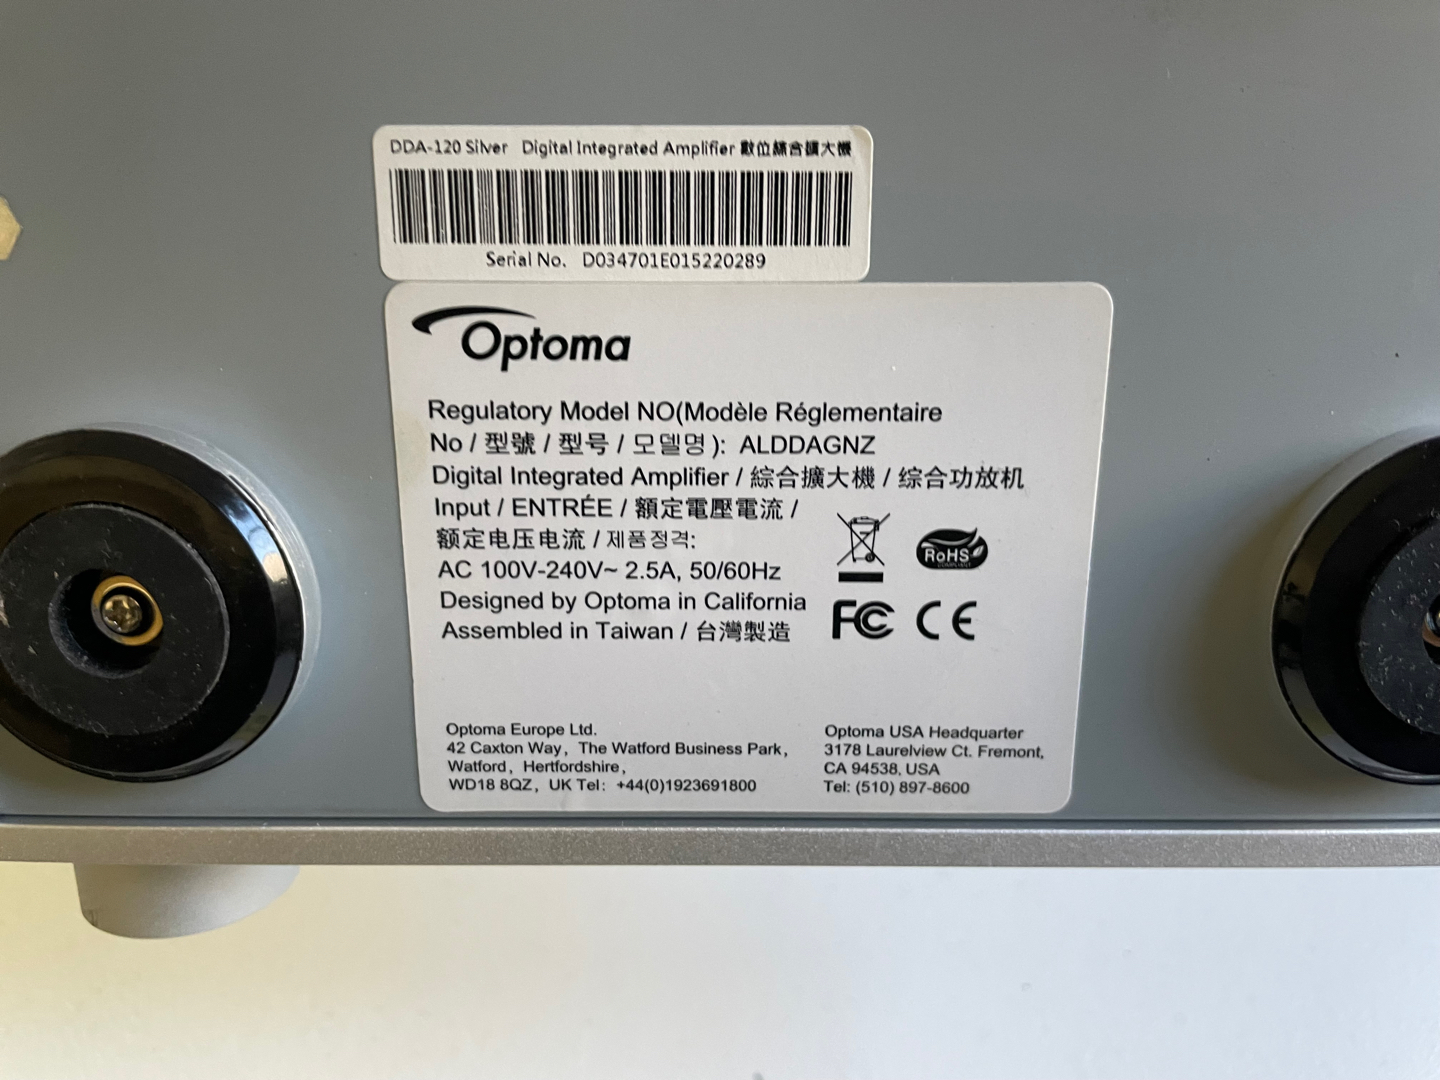 DDA-120 Silver Digital Integrated Amplifier 數位綜合擴大機
Serial No. D034701E015220289
Optoma
Regulatory Model NO(Modèle Réglementaire
No / 型號 / 型号 / 모델명 ): ALDDAGNZ
Digital Integrated Amplifier / 綜合擴大機 / 综合功放机
Input / ENTRÉE / 額定電壓電流 /
额定电压电流 / 제품정격:
AC 100V-240V~ 2.5A, 50/60Hz
Designed by Optoma in California
Assembled in Taiwan / 台灣製造
RoHS
COMPLIANT
FC CE
Optoma Europe Ltd.
42 Caxton Way, The Watford Business Park,
Watford, Hertfordshire,
WD18 8QZ, UK Tel: +44(0)1923691800
Optoma USA Headquarter
3178 Laurelview Ct. Fremont,
CA 94538, USA
Tel: (510) 897-8600